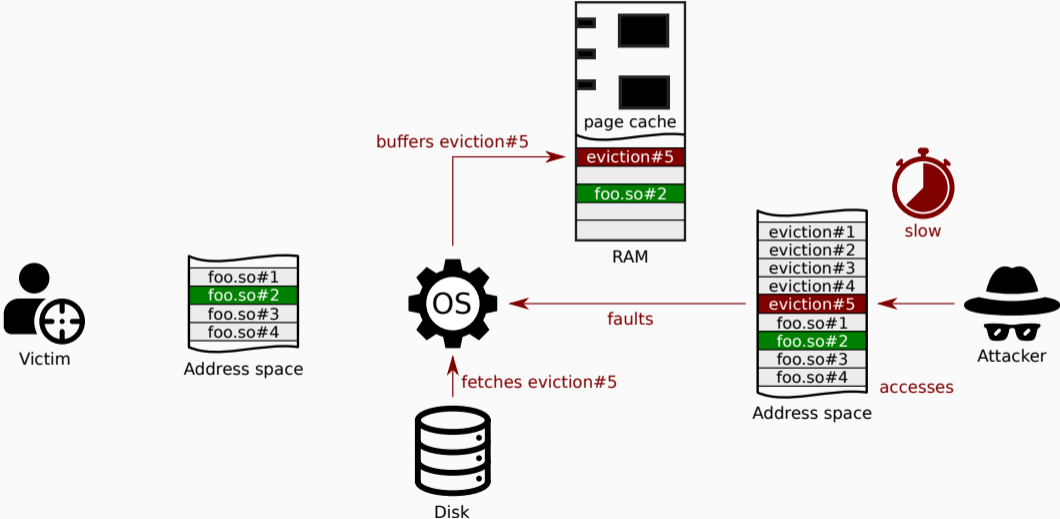 page cache
buffers eviction#5
eviction#5
foo.so#2
RAM
slow
eviction#1
eviction#2
eviction#3
eviction#4
eviction#5
foo.so#1
foo.so#2
foo.so#3
foo.so#4
Address space
accesses
Attacker
foo.so#1
foo.so#2
foo.so#3
foo.so#4
Address space
Victim
OS
faults
fetches eviction#5
Disk